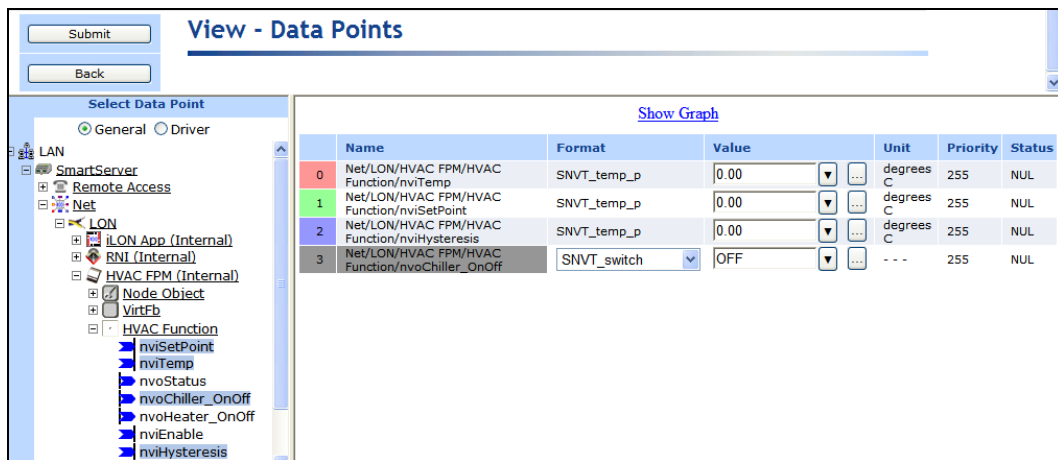 Submit
View - Data Points
Back
Select Data Point
General Driver
LAN
SmartServer
Remote Access
Net
LON
iLON App (Internal)
RNI (Internal)
HVAC FPM (Internal)
Node Object
VirtFb
HVAC Function
nviSetPoint
nviTemp
nvoStatus
nvoChiller_OnOff
nvoHeater_OnOff
nviEnable
nviHysteresis
Show Graph
Name Format Value Unit Priority Status
0 Net/LON/HVAC FPM/HVAC Function/nviTemp SNVT_temp_p 0.00 ... degrees C 255 NUL
1 Net/LON/HVAC FPM/HVAC Function/nviSetPoint SNVT_temp_p 0.00 ... degrees C 255 NUL
2 Net/LON/HVAC FPM/HVAC Function/nviHysteresis SNVT_temp_p 0.00 ... degrees C 255 NUL
3 Net/LON/HVAC FPM/HVAC Function/nvoChiller_OnOff SNVT_switch OFF ... - - - 255 NUL